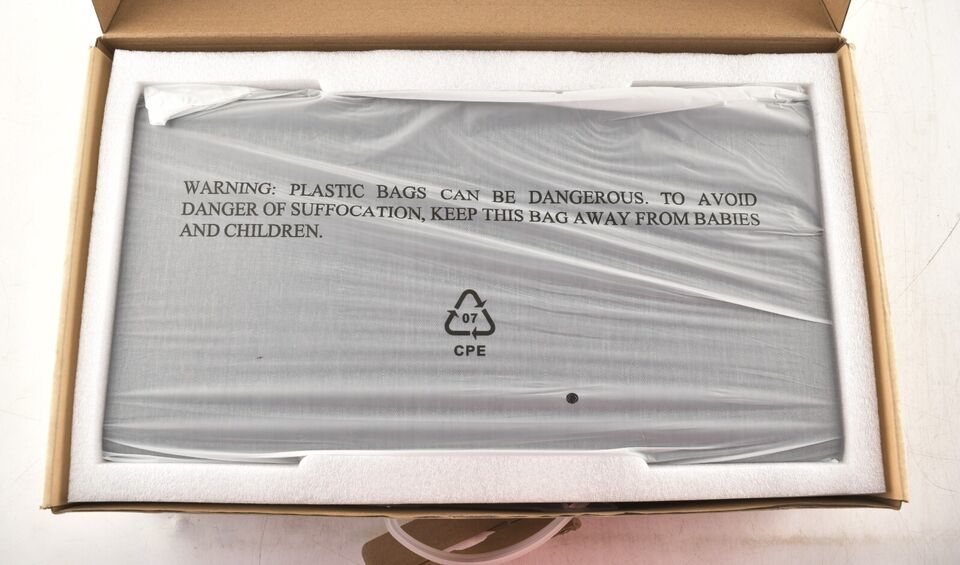 WARNING: PLASTIC BAGS CAN BE DANGEROUS. TO AVOID
DANGER OF SUFFOCATION, KEEP THIS BAG AWAY FROM BABIES
AND CHILDREN.
07
CPE